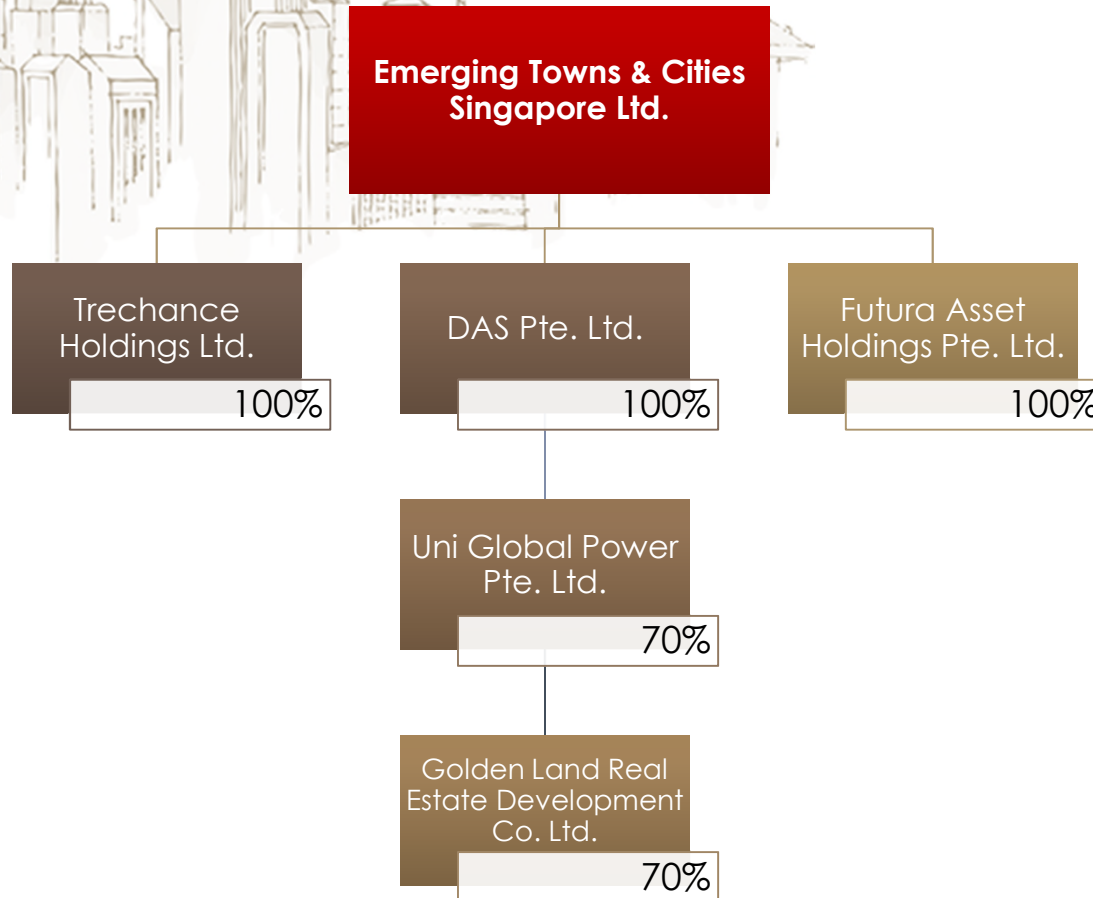 Emerging Towns & Cities
Singapore Ltd.
Trechance
Holdings Ltd.
100%
DAS Pte. Ltd.
100%
Futura Asset
Holdings Pte. Ltd.
100%
Uni Global Power
Pte. Ltd.
70%
Golden Land Real
Estate Development
Co. Ltd.
70%